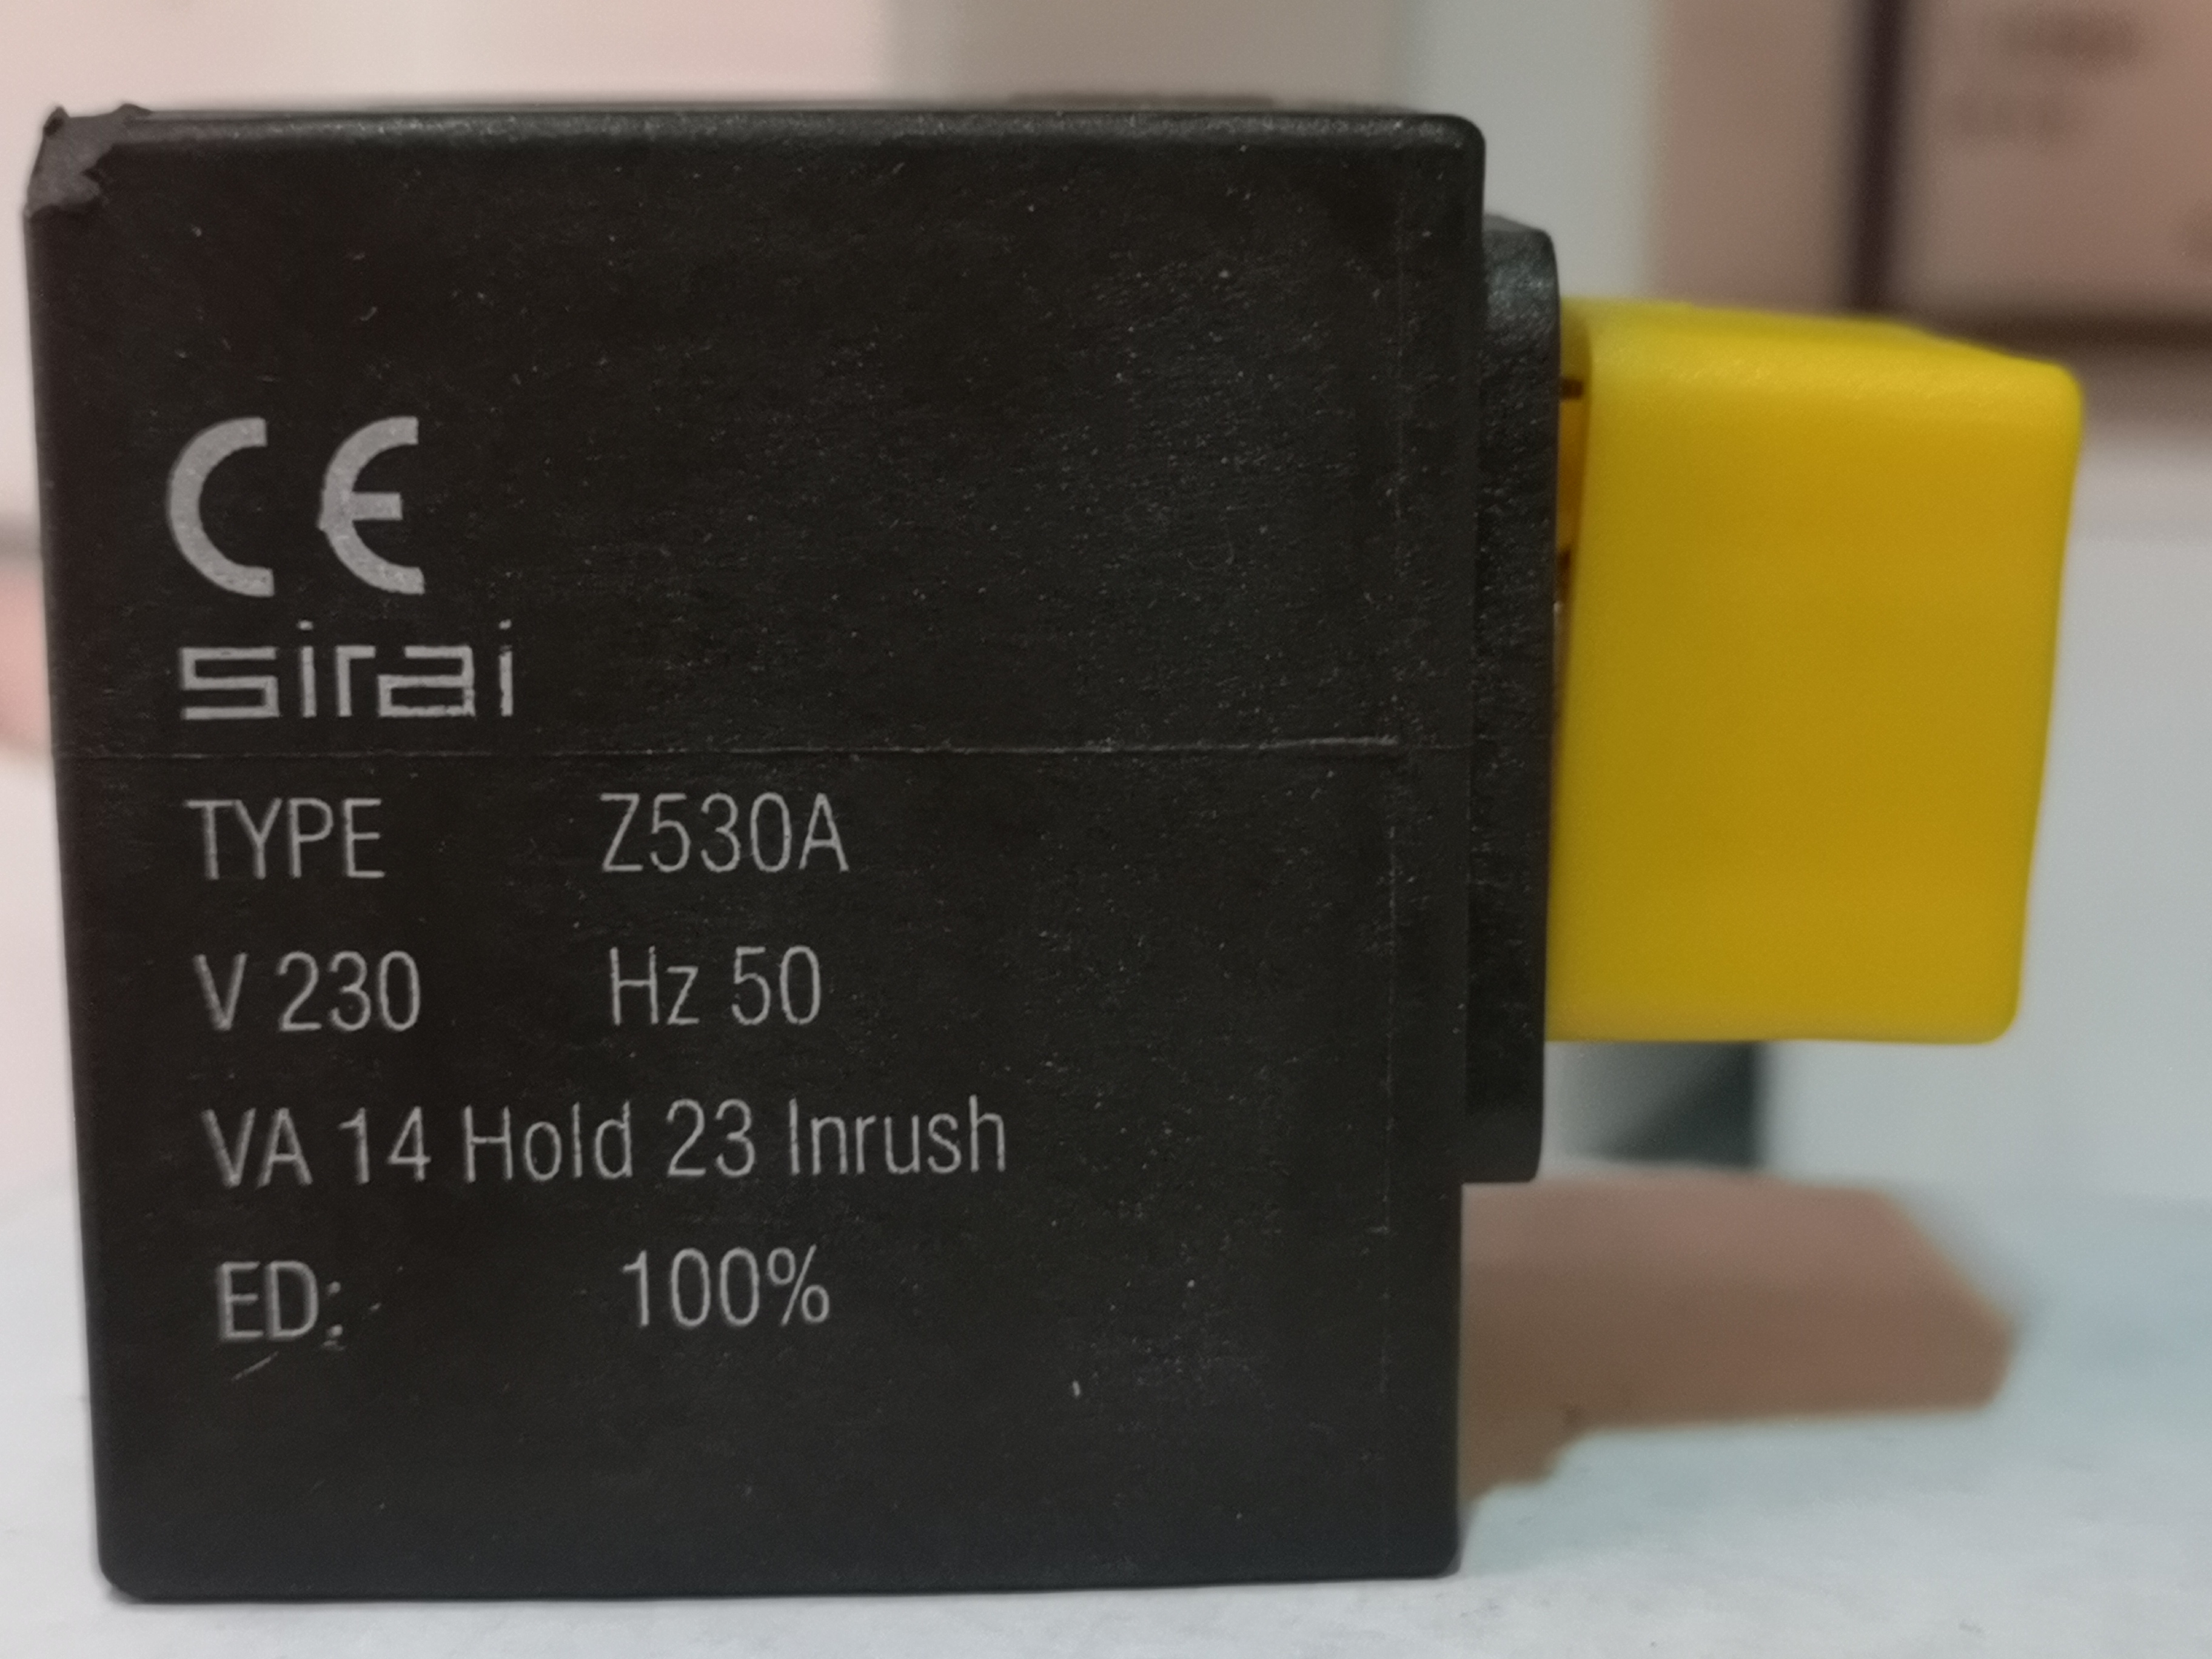 CE
sirai
TYPE Z530A
V 230 Hz 50
VA 14 Hold 23 Inrush
ED: 100%